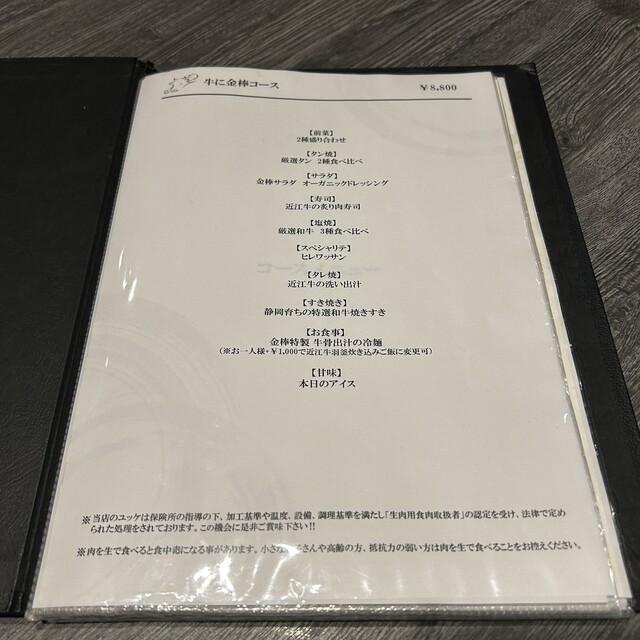 牛に金棒コース ￥8,800
【前菜】
2種盛り合わせ
【タン焼】
厳選タン 2種食べ比べ
【サラダ】
金棒サラダ オーガニックドレッシング
【寿司】
近江牛の炙り肉寿司
【塩焼】
厳選和牛 3種食べ比べ
【スペシャリテ】
ヒレワッサン
【タレ焼】
近江牛の洗い出汁
【すき焼き】
静岡育ちの特選和牛焼きすき
【お食事】
金棒特製 牛骨出汁の冷麺
(※お一人様+￥1,000で近江牛羽釜炊き込みご飯に変更可)
【甘味】
本日のアイス
※当店のユッケは保険所の指導の下、加工基準や温度、設備、調理基準を満たし「生肉用食肉取扱者」の認定を受け、法律で定め
られた処理をされております。この機会に是非ご賞味下さい!!
※肉を生で食べると食中毒になる事があります。小さな さんや高齢の方、抵抗力の弱い方は肉を生で食べることをお控えください。